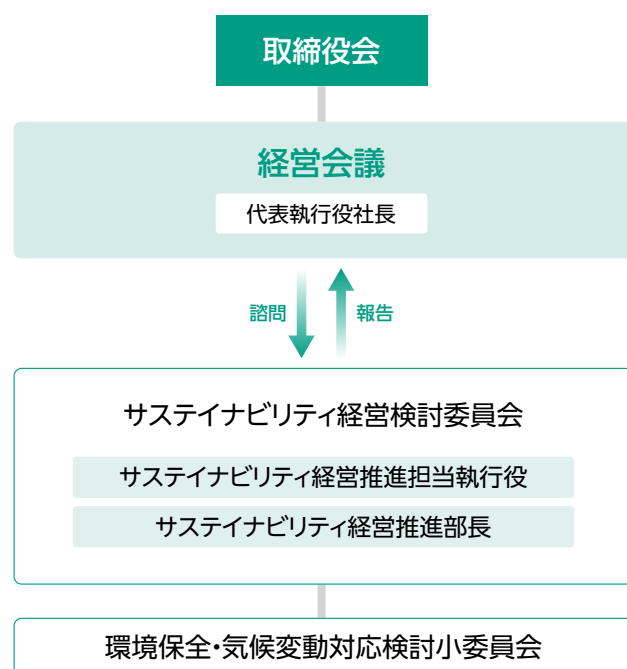 取締役会
経営会議
代表執行役社長
諮問 報告
サステイナビリティ経営検討委員会
サステイナビリティ経営推進担当執行役
サステイナビリティ経営推進部長
環境保全・気候変動対応検討小委員会